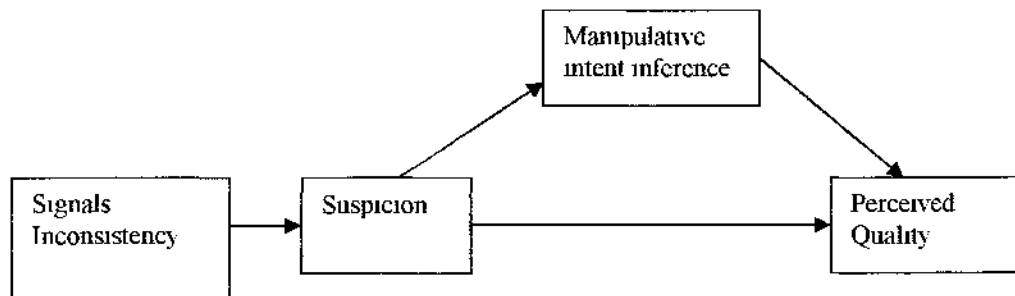 Manipulative
intent inference
Signals
Inconsistency
Suspicion
Perceived
Quality